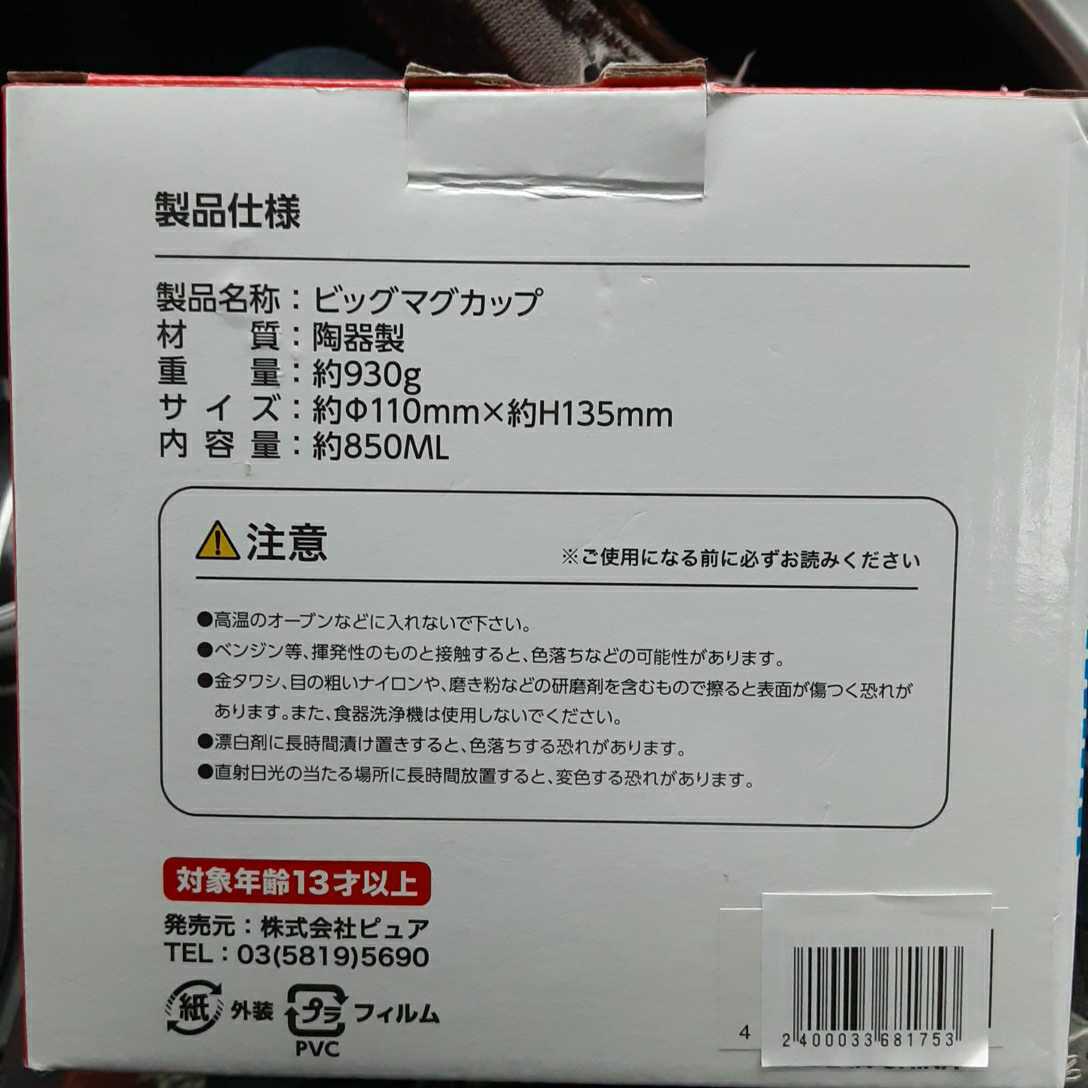 製品仕様
製品名称：ビッグマグカップ
材質：陶器製
重量：約930g
サイズ：約Φ110mm×約H135mm
内容量：約850ML
注意
※ご使用になる前に必ずお読みください
●高温のオーブンなどに入れないで下さい。
●ベンジン等、揮発性のものと接触すると、色落ちなどの可能性があります。
●金タワシ、目の粗いナイロンや、磨き粉などの研磨剤を含むもので擦ると表面が傷つく恐れが
あります。また、食器洗浄機は使用しないでください。
●漂白剤に長時間漬け置きすると、色落ちする恐れがあります。
●直射日光の当たる場所に長時間放置すると、変色する恐れがあります。
対象年齢13才以上
発売元：株式会社ピュア
TEL：03(5819)5690
紙 外装 プラ フィルム
PVC
4
2400033681753